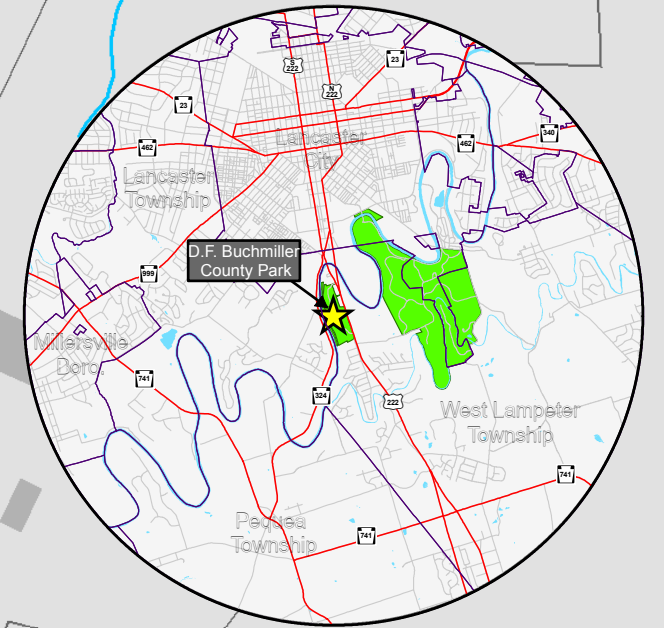 23
S
222
N
222
23
462
Lancaster
City
462
340
Lancaster
Township
D.F. Buchmiller
County Park
999
Millersville
Boro.
741
324
222
West Lampeter
Township
741
Pequea
Township
741